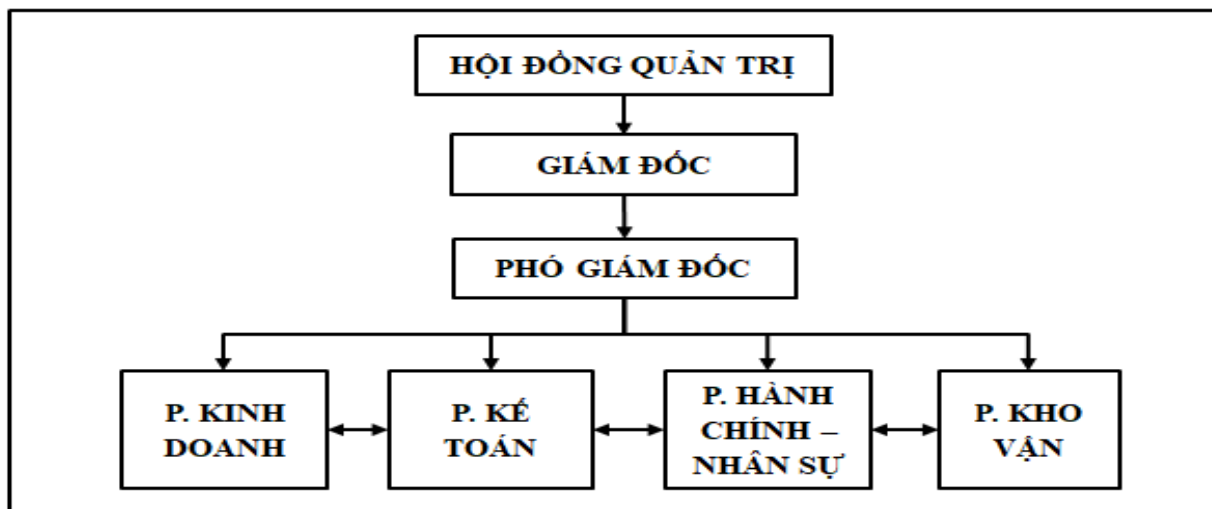 HỘI ĐỒNG QUẢN TRỊ
GIÁM ĐỐC
PHÓ GIÁM ĐỐC
P. KINH
DOANH
P. KẾ
TOÁN
P. HÀNH
CHÍNH –
NHÂN SỰ
P. KHO
VẬN